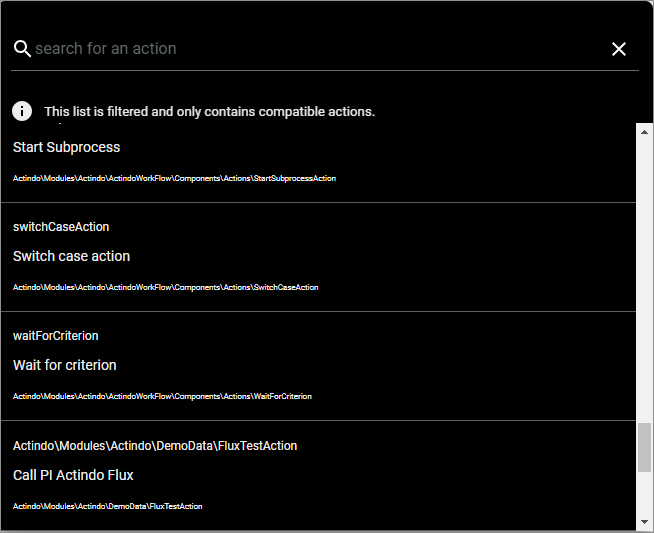 search for an action
This list is filtered and only contains compatible actions.
Start Subprocess
Actindo\Modules\Actindo\ActindoWorkFlow\Components\Actions\StartSubprocessAction
switchCaseAction
Switch case action
Actindo\Modules\Actindo\ActindoWorkFlow\Components\Actions\SwitchCaseAction
waitForCriterion
Wait for criterion
Actindo\Modules\Actindo\ActindoWorkFlow\Components\Actions\WaitForCriterion
Actindo\Modules\Actindo\DemoData\FluxTestAction
Call PI Actindo Flux
Actindo\Modules\Actindo\DemoData\FluxTestAction